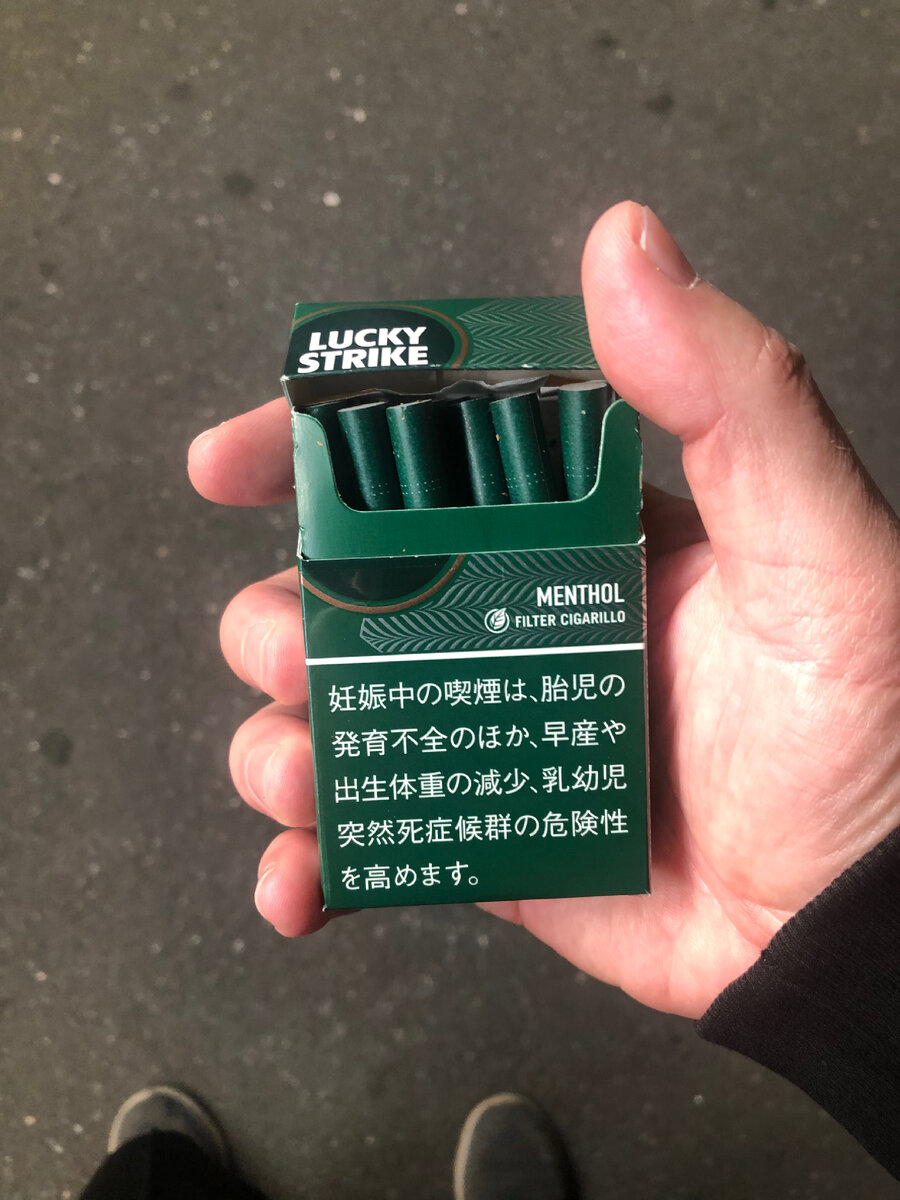 LUCKY
STRIKE
MENTHOL
FILTER CIGARILLO
妊娠中の喫煙は、胎児の
発育不全のほか、早産や
出生体重の減少、乳幼児
突然死症候群の危険性
を高めます。